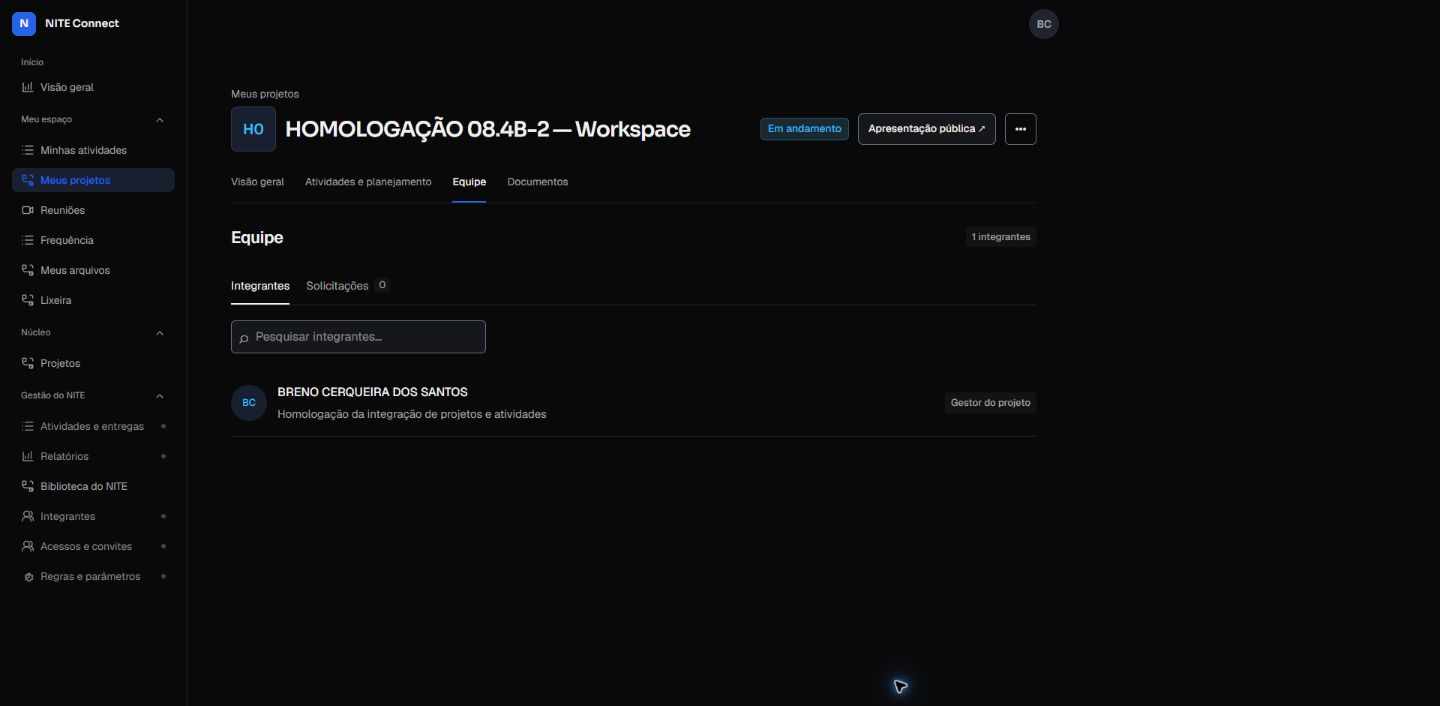 N NITE Connect
BC
Início
Visão geral
Meu espaço
Minhas atividades
Meus projetos
Reuniões
Frequência
Meus arquivos
Lixeira
Núcleo
Projetos
Gestão do NITE
Atividades e entregas
Relatórios
Biblioteca do NITE
Integrantes
Acessos e convites
Regras e parâmetros
Meus projetos
HO HOMOLOGAÇÃO 08.4B-2 — Workspace
Em andamento
Apresentação pública ↗
•••
Visão geral Atividades e planejamento Equipe Documentos
Equipe
1 integrantes
Integrantes Solicitações 0
Pesquisar integrantes...
BC
BRENO CERQUEIRA DOS SANTOS
Homologação da integração de projetos e atividades
Gestor do projeto